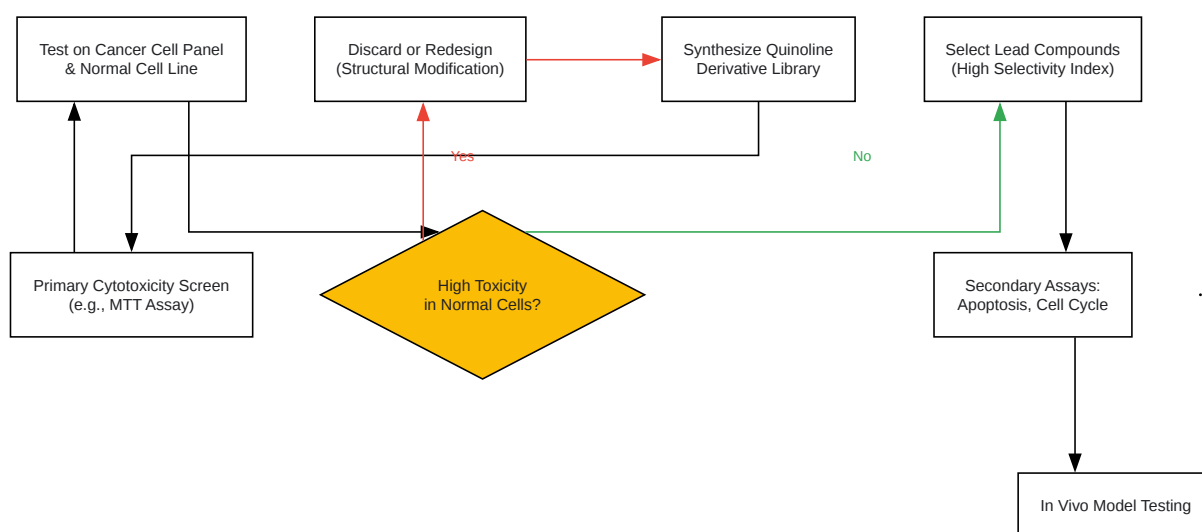 Test on Cancer Cell Panel
& Normal Cell Line
Discard or Redesign
(Structural Modification)
Synthesize Quinoline
Derivative Library
Select Lead Compounds
(High Selectivity Index)
Yes
No
Primary Cytotoxicity Screen
(e.g., MTT Assay)
High Toxicity
in Normal Cells?
Secondary Assays:
Apoptosis, Cell Cycle
In Vivo Model Testing